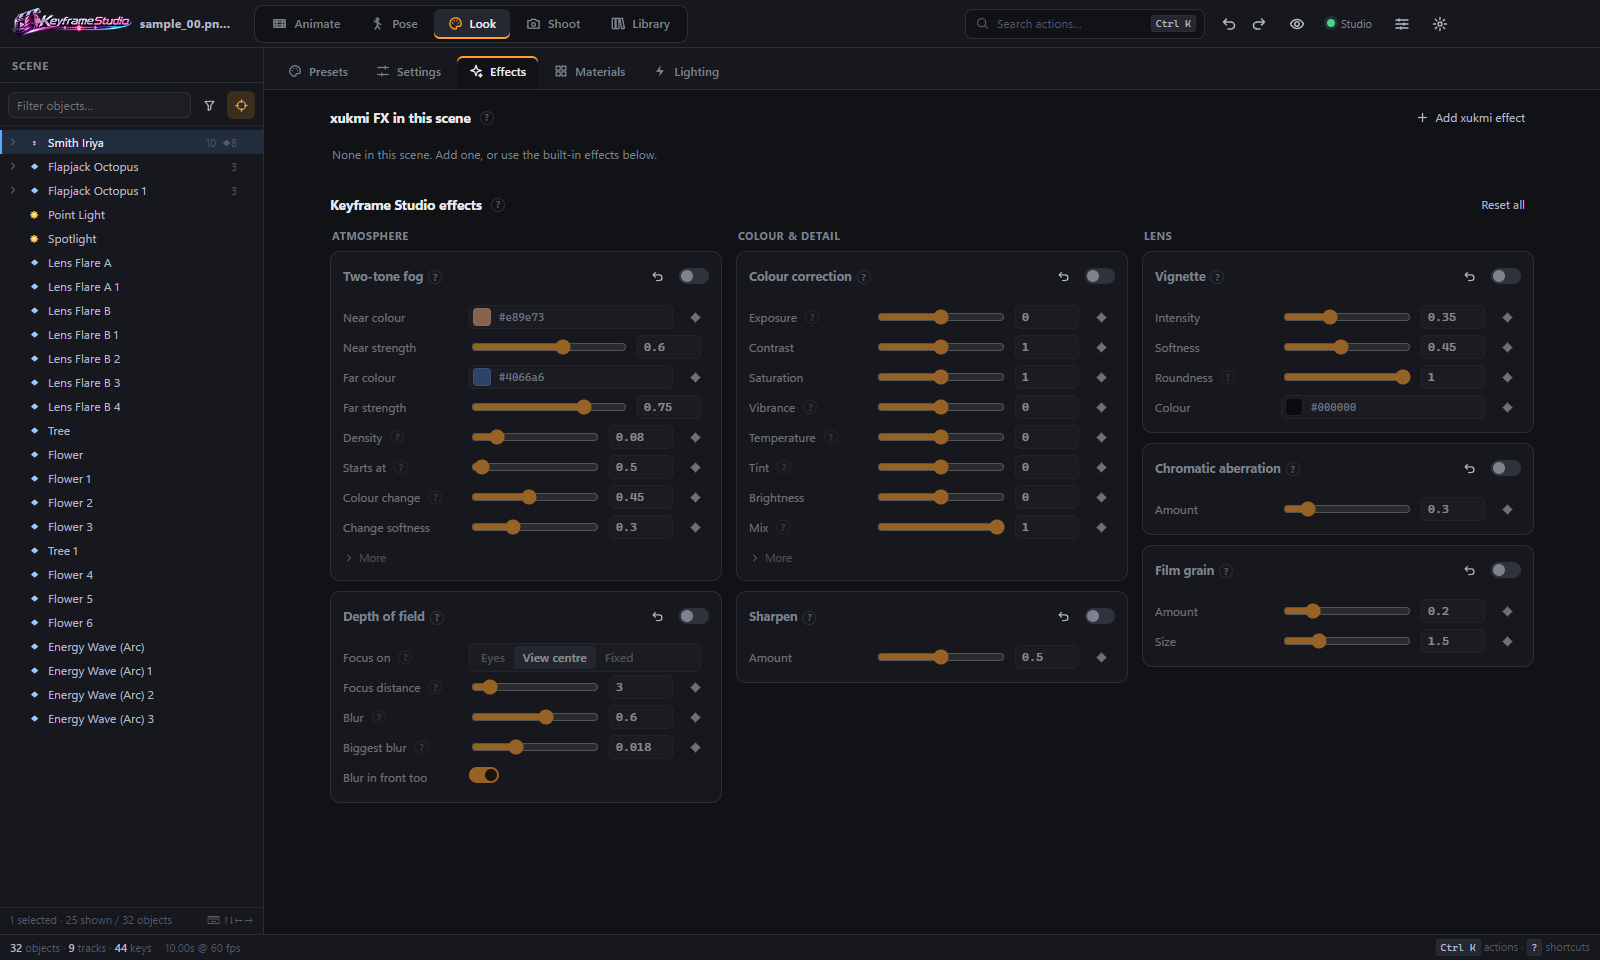 KeyframeStudio
sample_00.pn...
Animate
Pose
Look
Shoot
Library
Search actions...
Ctrl K
Studio
SCENE
Filter objects...
Smith Iriya 10 8
Flapjack Octopus 3
Flapjack Octopus 1 3
Point Light
Spotlight
Lens Flare A
Lens Flare A 1
Lens Flare B
Lens Flare B 1
Lens Flare B 2
Lens Flare B 3
Lens Flare B 4
Tree
Flower
Flower 1
Flower 2
Flower 3
Tree 1
Flower 4
Flower 5
Flower 6
Energy Wave (Arc)
Energy Wave (Arc) 1
Energy Wave (Arc) 2
Energy Wave (Arc) 3
1 selected · 25 shown / 32 objects
↑↓←→
Presets
Settings
Effects
Materials
Lighting
xukmi FX in this scene ?
+ Add xukmi effect
None in this scene. Add one, or use the built-in effects below.
Keyframe Studio effects ?
Reset all
ATMOSPHERE
Two-tone fog ?
Near colour #e89e73
Near strength 0.6
Far colour #4066a6
Far strength 0.75
Density ? 0.08
Starts at ? 0.5
Colour change ? 0.45
Change softness 0.3
> More
Depth of field ?
Focus on ? Eyes View centre Fixed
Focus distance ? 3
Blur ? 0.6
Biggest blur ? 0.018
Blur in front too
COLOUR & DETAIL
Colour correction ?
Exposure ? 0
Contrast 1
Saturation 1
Vibrance ? 0
Temperature ? 0
Tint ? 0
Brightness 0
Mix ? 1
> More
Sharpen ?
Amount 0.5
LENS
Vignette ?
Intensity 0.35
Softness 0.45
Roundness ? 1
Colour #000000
Chromatic aberration ?
Amount 0.3
Film grain ?
Amount 0.2
Size 1.5
32 objects · 9 tracks · 44 keys 10.00s @ 60 fps
Ctrl K actions · ? shortcuts